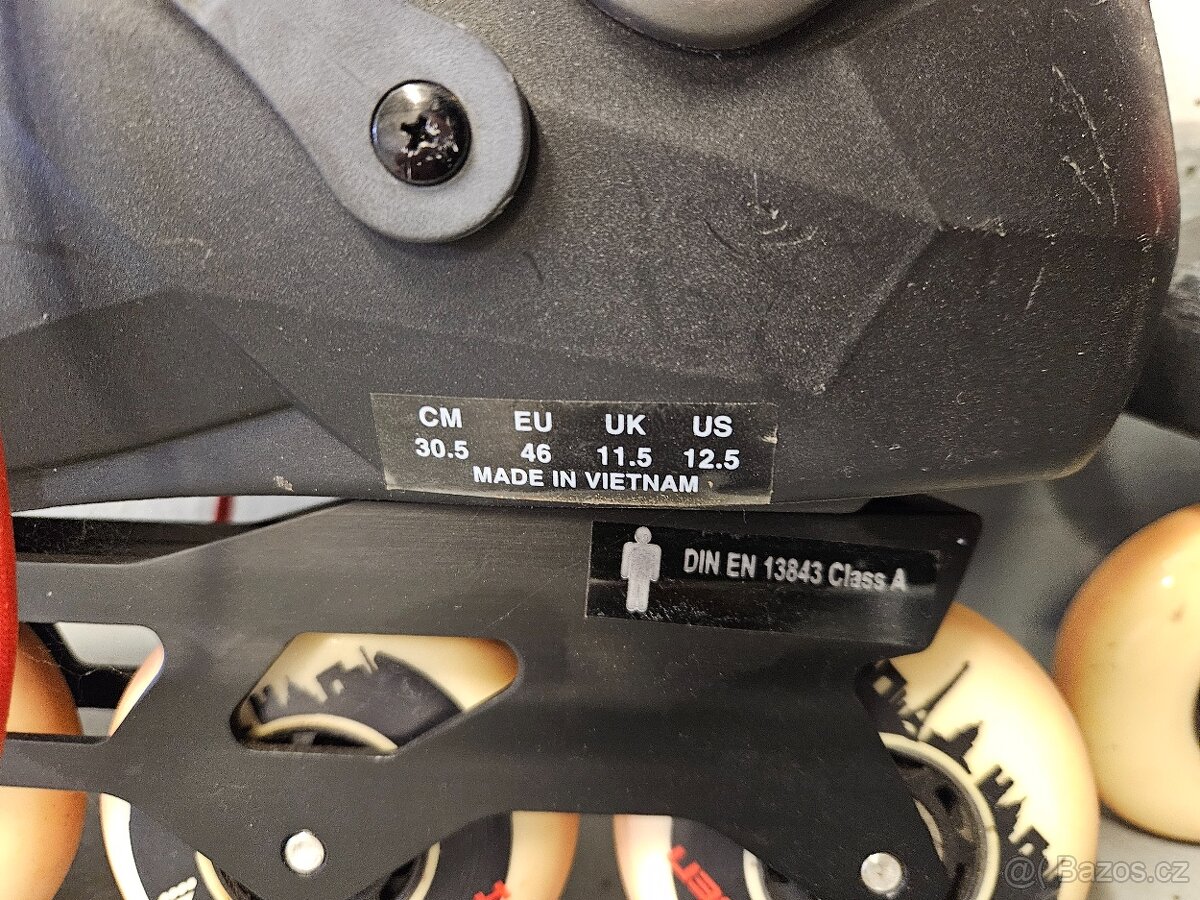 CM EU UK US
30.5 46 11.5 12.5
MADE IN VIETNAM
DIN EN 13843 Class A
@Bazos.cz